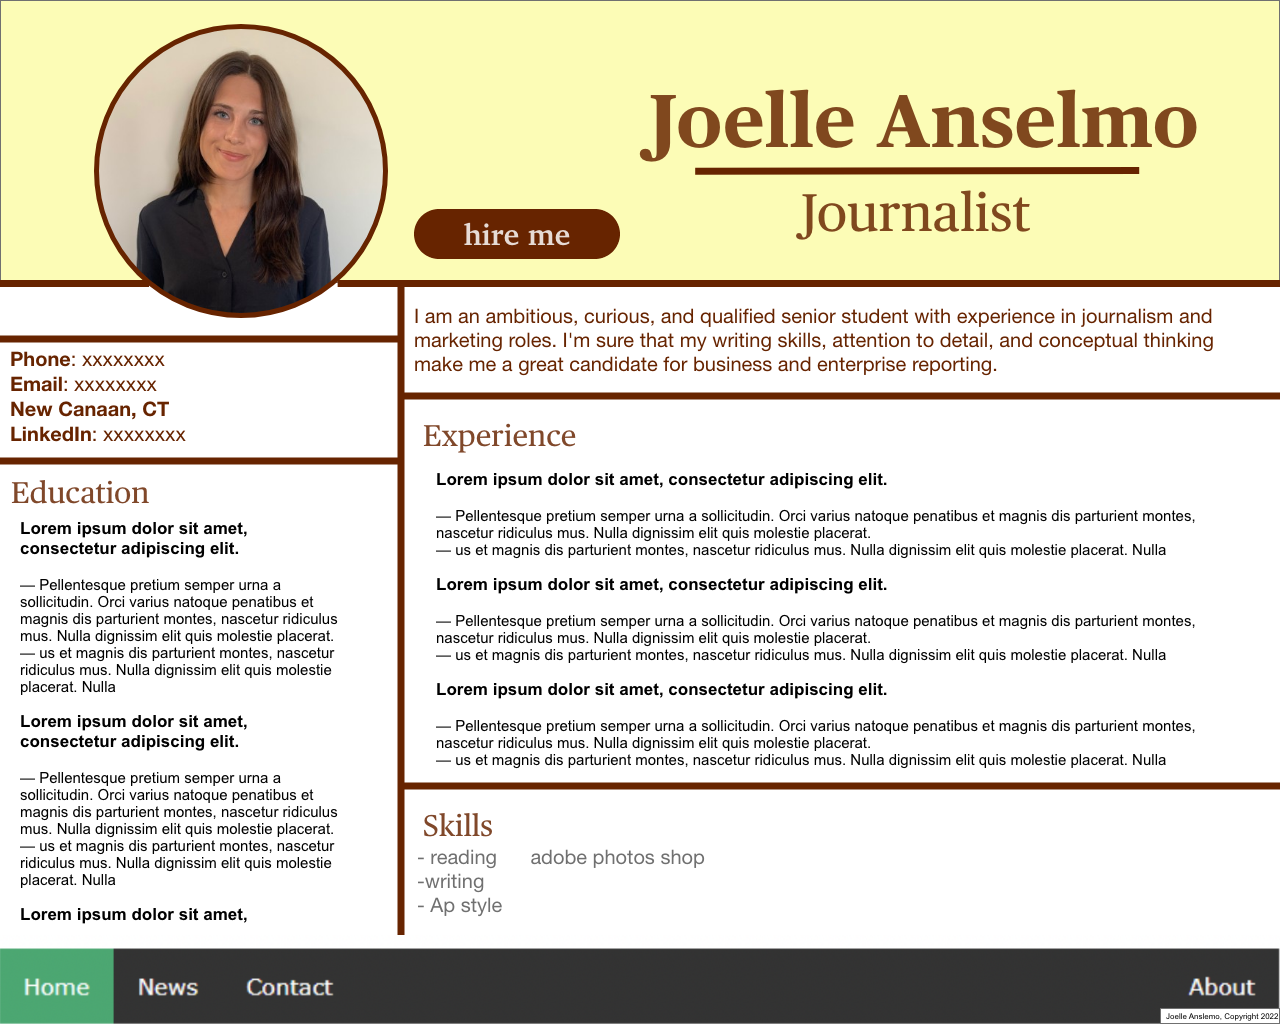 Joelle Anselmo
Journalist
hire me
I am an ambitious, curious, and qualified senior student with experience in journalism and
marketing roles. I'm sure that my writing skills, attention to detail, and conceptual thinking
make me a great candidate for business and enterprise reporting.
Phone: xxxxxxxx
Email: xxxxxxxx
New Canaan, CT
LinkedIn: xxxxxxxx
Education
Lorem ipsum dolor sit amet,
consectetur adipiscing elit.
— Pellentesque pretium semper urna a
sollicitudin. Orci varius natoque penatibus et
magnis dis parturient montes, nascetur ridiculus
mus. Nulla dignissim elit quis molestie placerat.
— us et magnis dis parturient montes, nascetur
ridiculus mus. Nulla dignissim elit quis molestie
placerat. Nulla
Lorem ipsum dolor sit amet,
consectetur adipiscing elit.
— Pellentesque pretium semper urna a
sollicitudin. Orci varius natoque penatibus et
magnis dis parturient montes, nascetur ridiculus
mus. Nulla dignissim elit quis molestie placerat.
— us et magnis dis parturient montes, nascetur
ridiculus mus. Nulla dignissim elit quis molestie
placerat. Nulla
Lorem ipsum dolor sit amet,
Experience
Lorem ipsum dolor sit amet, consectetur adipiscing elit.
— Pellentesque pretium semper urna a sollicitudin. Orci varius natoque penatibus et magnis dis parturient montes,
nascetur ridiculus mus. Nulla dignissim elit quis molestie placerat.
— us et magnis dis parturient montes, nascetur ridiculus mus. Nulla dignissim elit quis molestie placerat. Nulla
Lorem ipsum dolor sit amet, consectetur adipiscing elit.
— Pellentesque pretium semper urna a sollicitudin. Orci varius natoque penatibus et magnis dis parturient montes,
nascetur ridiculus mus. Nulla dignissim elit quis molestie placerat.
— us et magnis dis parturient montes, nascetur ridiculus mus. Nulla dignissim elit quis molestie placerat. Nulla
Lorem ipsum dolor sit amet, consectetur adipiscing elit.
— Pellentesque pretium semper urna a sollicitudin. Orci varius natoque penatibus et magnis dis parturient montes,
nascetur ridiculus mus. Nulla dignissim elit quis molestie placerat.
— us et magnis dis parturient montes, nascetur ridiculus mus. Nulla dignissim elit quis molestie placerat. Nulla
Skills
- reading adobe photos shop
-writing
- Ap style
Home News Contact About
Joelle Anslemo, Copyright 2022